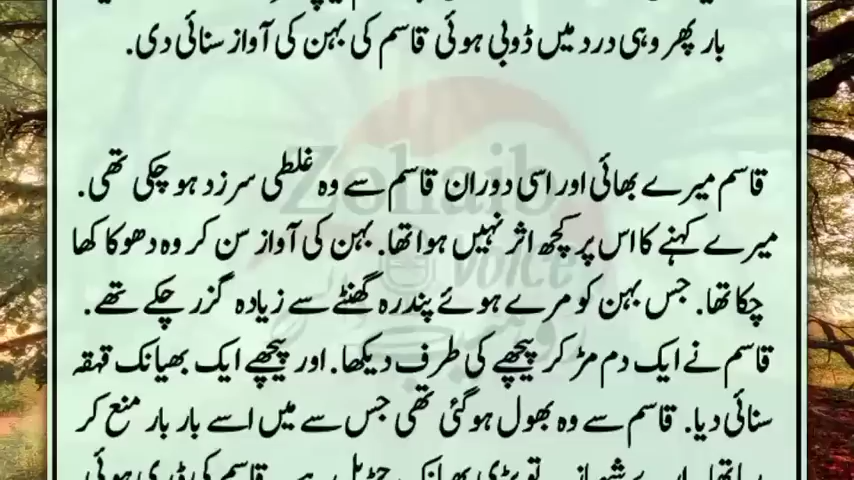 بار پھر وہی درد میں ڈوبی ہوئی قاسم کی بہن کی آواز سنائی دی.
قاسم میرے بھائی اور اسی دوران قاسم سے وہ غلطی سرزد ہو چکی تھی.
میرے کہنے کا اس پر کچھ اثر نہیں ہوا تھا. بہن کی آواز سن کر وہ دھوکا کھا
چکا تھا. جس بہن کو مرے ہوئے پندرہ گھنٹے سے زیادہ گزر چکے تھے.
قاسم نے ایک دم مڑ کر پیچھے کی طرف دیکھا. اور پیچھے ایک بھیانک قہقہ
سنائی دیا. قاسم سے وہ بھول ہو گئی تھی جس سے میں اسے بار بار منع کر
Zohaib
Voice